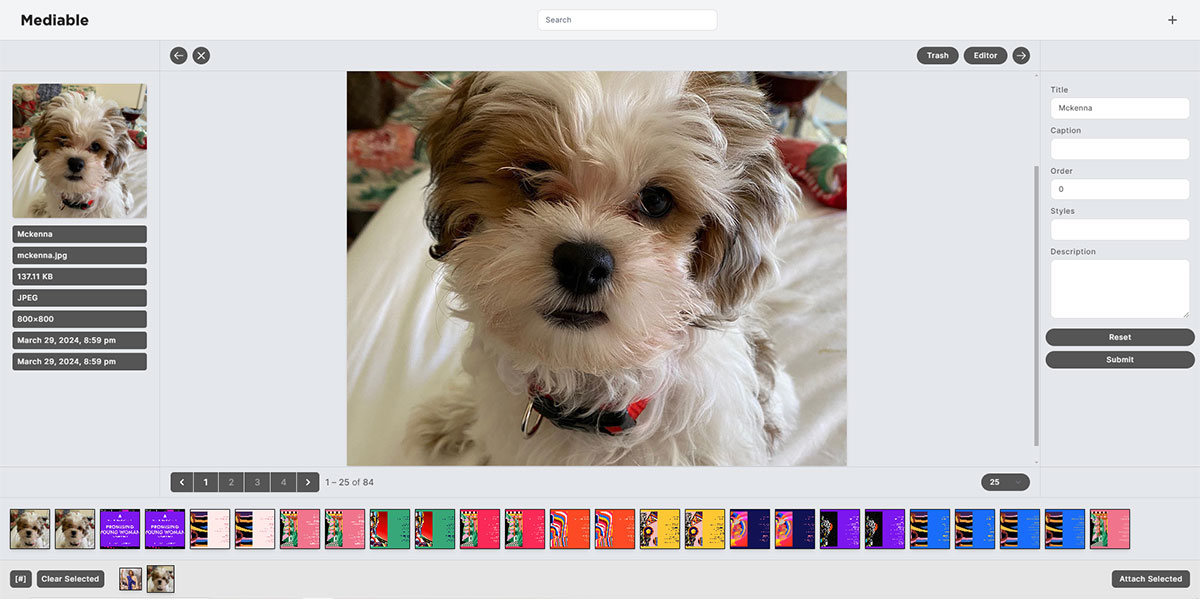 Mediable
Search
+
Trash
Editor
Mckenna
mckenna.jpg
137.11 KB
JPEG
800×800
March 29, 2024, 8:59 pm
March 29, 2024, 8:59 pm
Title
Mckenna
Caption
Order
0
Styles
Description
Reset
Submit
1 2 3 4
1 – 25 of 84
25
PROMISING
YOUNG WOMAN
PROMISING
YOUNG WOMAN
[#]
Clear Selected
Attach Selected